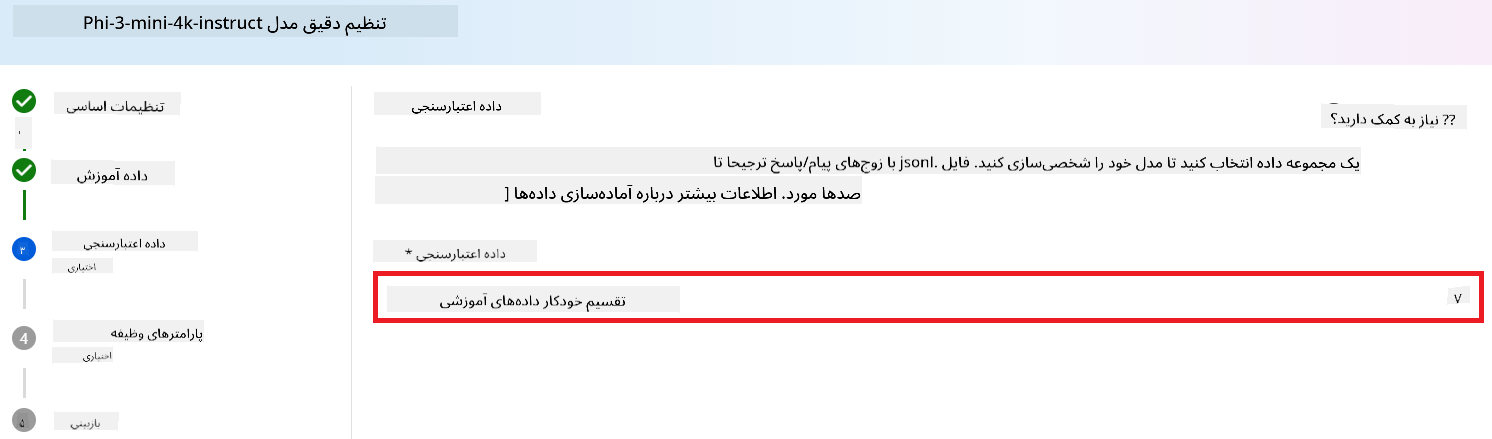 تنظیم دقیق مدل Phi-3-mini-4k-instruct
تنظیمات اساسی
داده آموزش
۳
داده اعتبارسنجی
اختیاری
4
پارامترهای وظیفه
اختیاری
۵
بازبینی
داده اعتبارسنجی
?? نیاز به کمک دارید؟
یک مجموعه داده انتخاب کنید تا مدل خود را شخصی‌سازی کنید. فایل .jsonl با زوج‌های پیام/پاسخ ترجیحا تا
صدها مورد. اطلاعات بیشتر درباره آماده‌سازی داده‌ها [
داده اعتبارسنجی *
تقسیم خودکار داده‌های آموزشی
۷